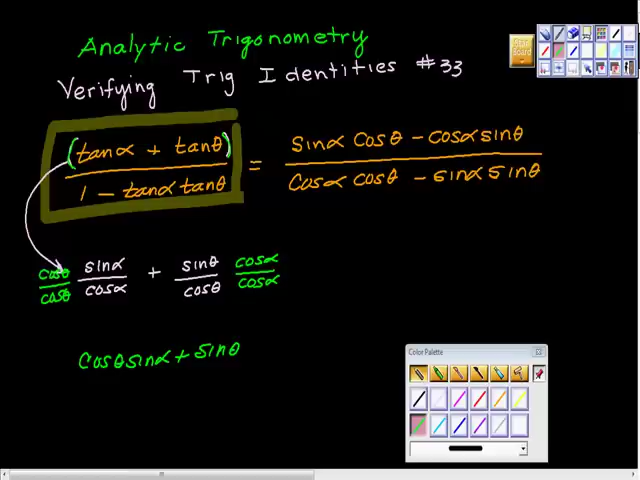 Analytic Trigonometry
Verifying Trig Identities #33
(tanα + tanθ) / 1 - tanα tanθ = sinα cosθ - cosα sinθ / cosα cosθ - sinα sinθ
cosθ/cosθ sinα/cosα + sinθ/cosθ cosα/cosα
cosθ sinα + sinθ
Color Palette